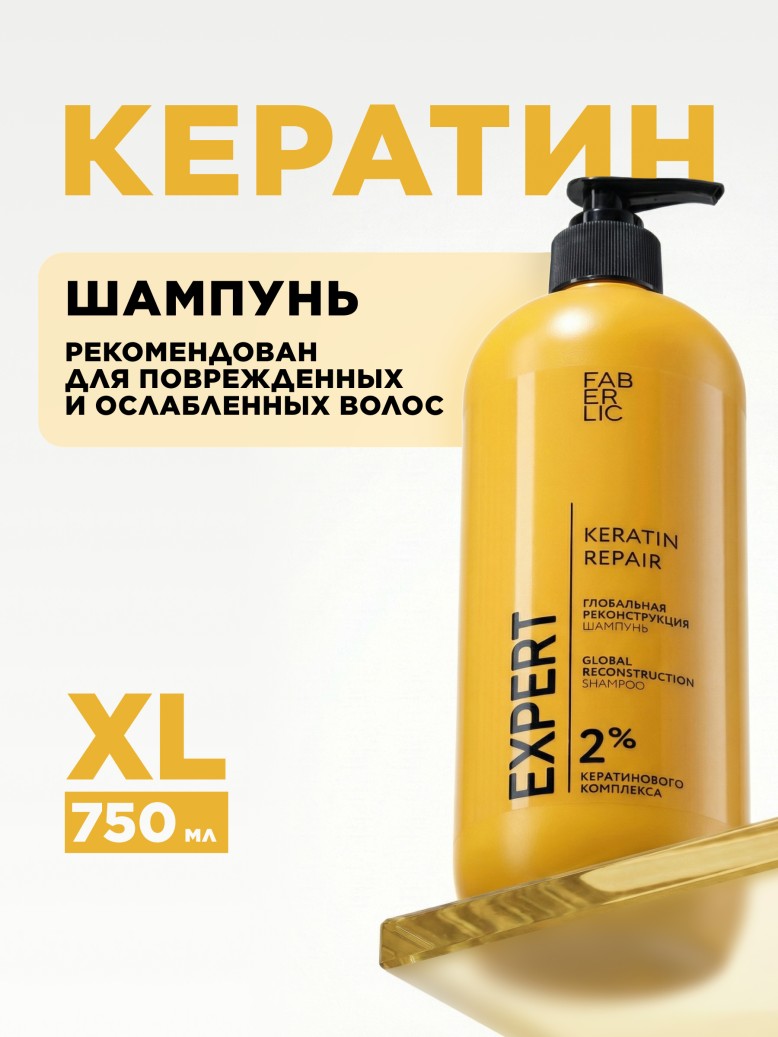 КЕРАТИН
ШАМПУНЬ
РЕКОМЕНДОВАН
ДЛЯ ПОВРЕЖДЕННЫХ
И ОСЛАБЛЕННЫХ ВОЛОС
FAB
ER
LIC
KERATIN
REPAIR
ГЛОБАЛЬНАЯ
РЕКОНСТРУКЦИЯ
ШАМПУНЬ
GLOBAL
RECONSTRUCTION
SHAMPOO
EXPERT
2%
КЕРАТИНОВОГО
КОМПЛЕКСА
XL
750 мл